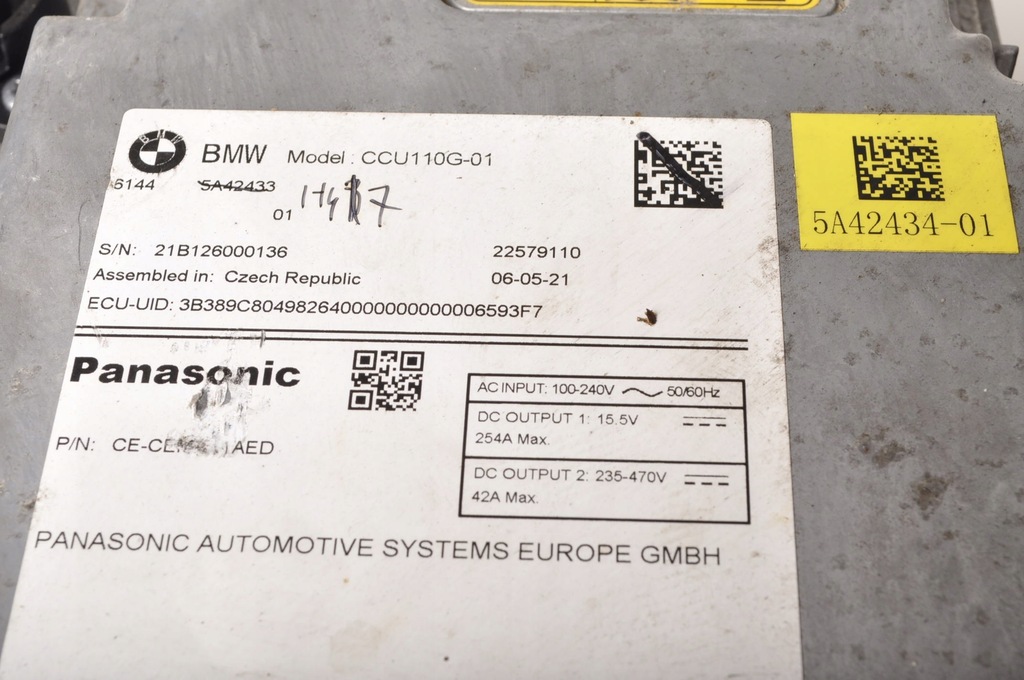 BMW
BMW Model : CCU110G-01
6144 5A42433
01
5A42434-01
S/N: 21B126000136 22579110
Assembled in: Czech Republic 06-05-21
ECU-UID: 3B389C804982640000000000006593F7
Panasonic
P/N:
AC INPUT: 100-240V 50/60Hz
DC OUTPUT 1: 15.5V
254A Max.
DC OUTPUT 2: 235-470V
42A Max.
PANASONIC AUTOMOTIVE SYSTEMS EUROPE GMBH